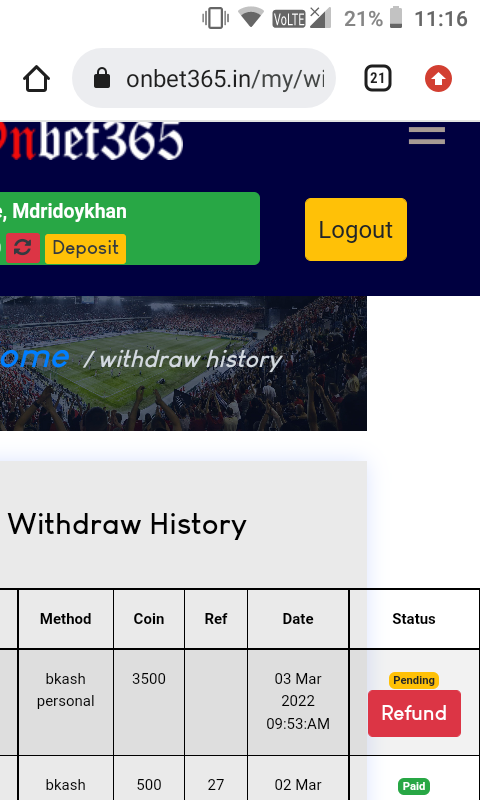 VoLTE 21% 11:16
onbet365.in/my/wi
21
nbet365
, Mdridoykhan
Deposit
Logout
ome / withdraw history
Withdraw History
Method Coin Ref Date Status
bkash personal 3500 03 Mar 2022 09:53:AM Pending
Refund
bkash 500 27 02 Mar Paid